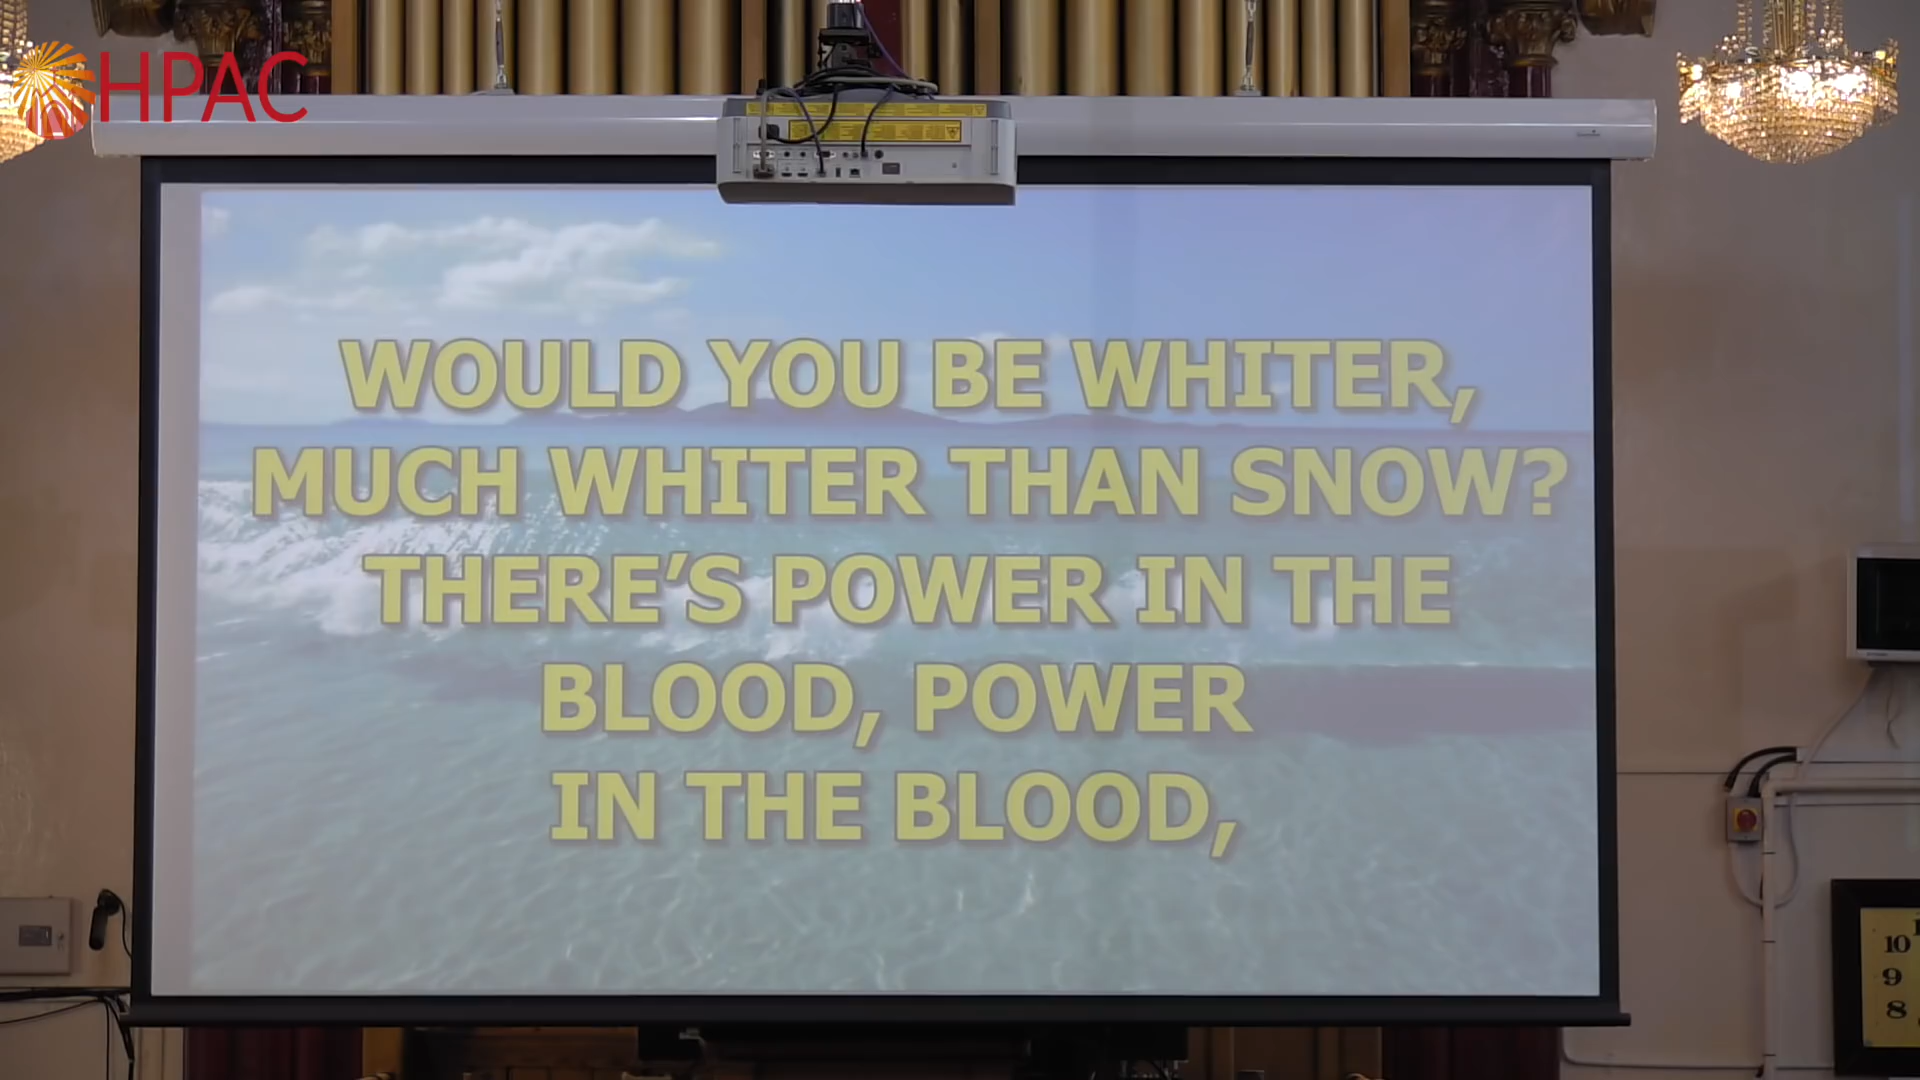 HPAC
WOULD YOU BE WHITER,
MUCH WHITER THAN SNOW?
THERE'S POWER IN THE
BLOOD, POWER
IN THE BLOOD,
10
9
8